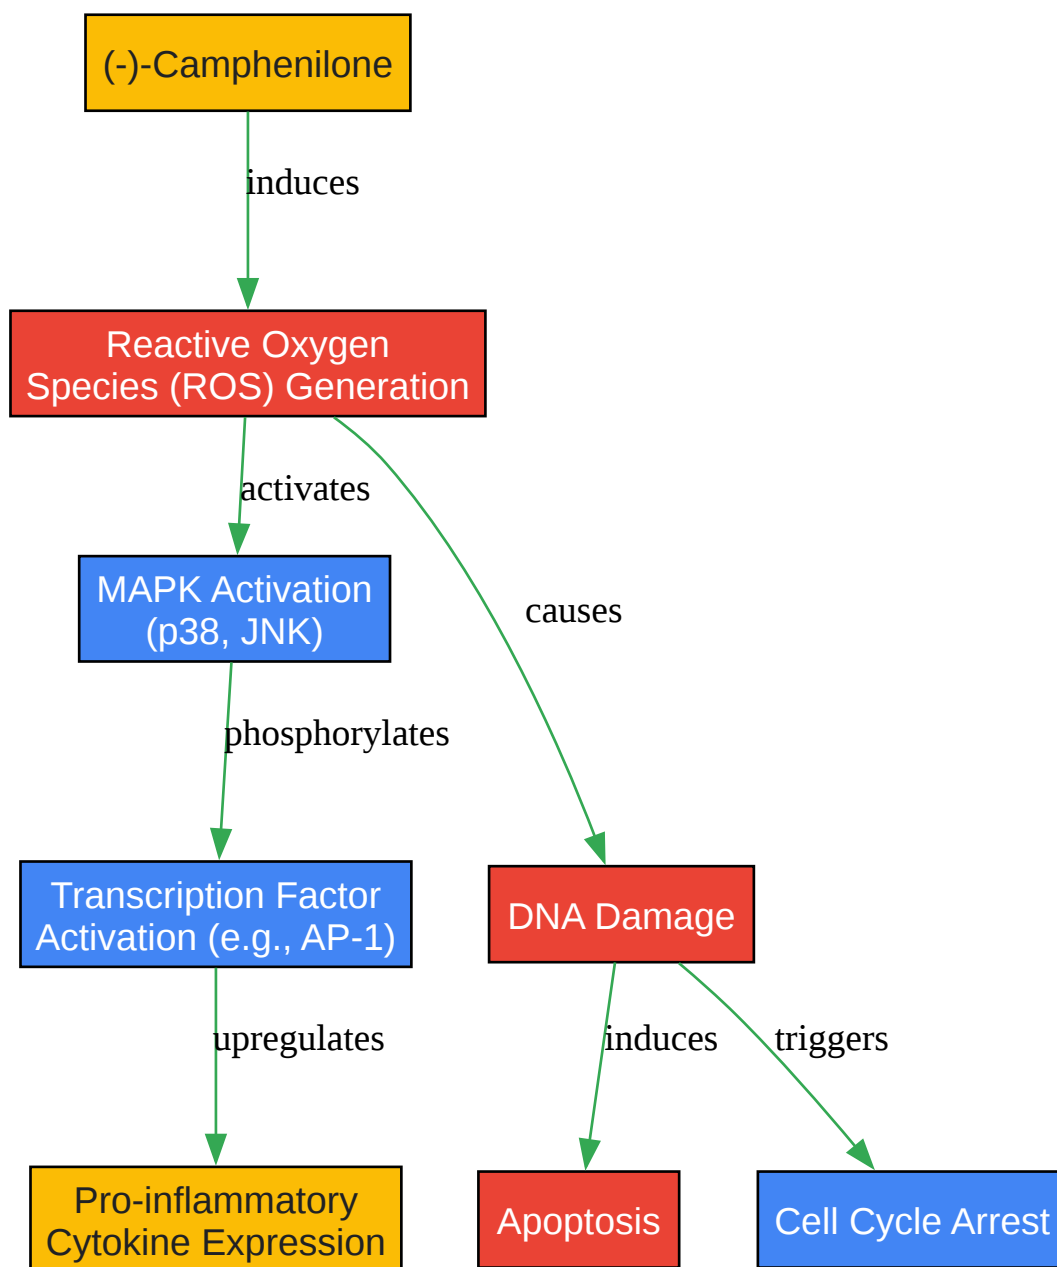 (-)-Camphenilone
induces
Reactive Oxygen
Species (ROS) Generation
activates
MAPK Activation
(p38, JNK)
causes
phosphorylates
Transcription Factor
Activation (e.g., AP-1)
DNA Damage
upregulates
induces
triggers
Pro-inflammatory
Cytokine Expression
Apoptosis
Cell Cycle Arrest